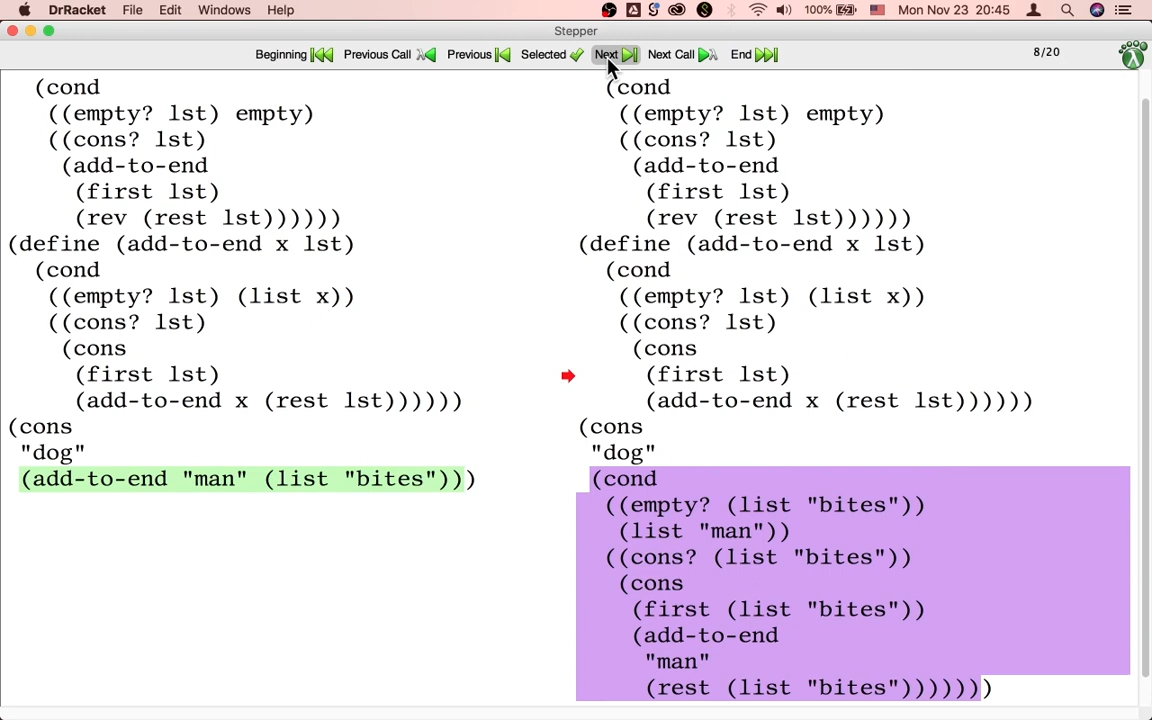 DrRacket File Edit Windows Help 100% Mon Nov 23 20:45
Stepper
Beginning Previous Call Previous Selected Next Next Call End 8/20
(cond
((empty? lst) empty)
((cons? lst)
(add-to-end
(first lst)
(rev (rest lst))))))
(define (add-to-end x lst)
(cond
((empty? lst) (list x))
((cons? lst)
(cons
(first lst)
(add-to-end x (rest lst))))))
(cons
"dog"
(add-to-end "man" (list "bites")))
(cond
((empty? lst) empty)
((cons? lst)
(add-to-end
(first lst)
(rev (rest lst))))))
(define (add-to-end x lst)
(cond
((empty? lst) (list x))
((cons? lst)
(cons
(first lst)
(add-to-end x (rest lst))))))
(cons
"dog"
(cond
((empty? (list "bites"))
(list "man"))
((cons? (list "bites"))
(cons
(first (list "bites"))
(add-to-end
"man"
(rest (list "bites"))))))